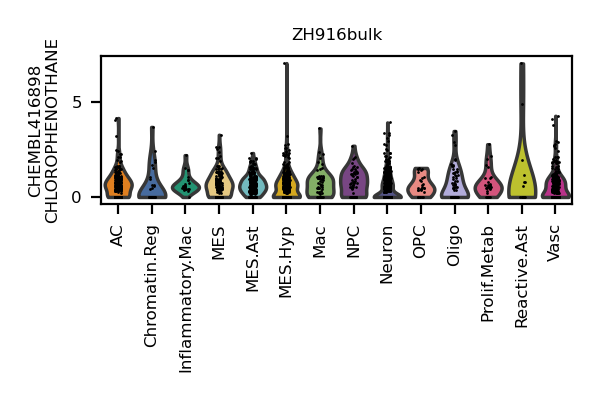 ZH916bulk
CHEMBL416898
CHLOROPHENOTHANE
5
0
AC
Chromatin.Reg
Inflammatory.Mac
MES
MES.Ast
MES.Hyp
Mac
NPC
Neuron
OPC
Oligo
Prolif.Metab
Reactive.Ast
Vasc